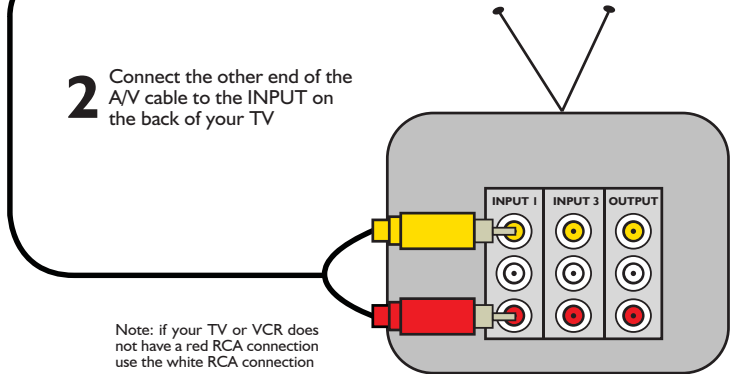 2 Connect the other end of the
A/V cable to the INPUT on
the back of your TV
INPUT 1 INPUT 3 OUTPUT
Note: if your TV or VCR does
not have a red RCA connection
use the white RCA connection